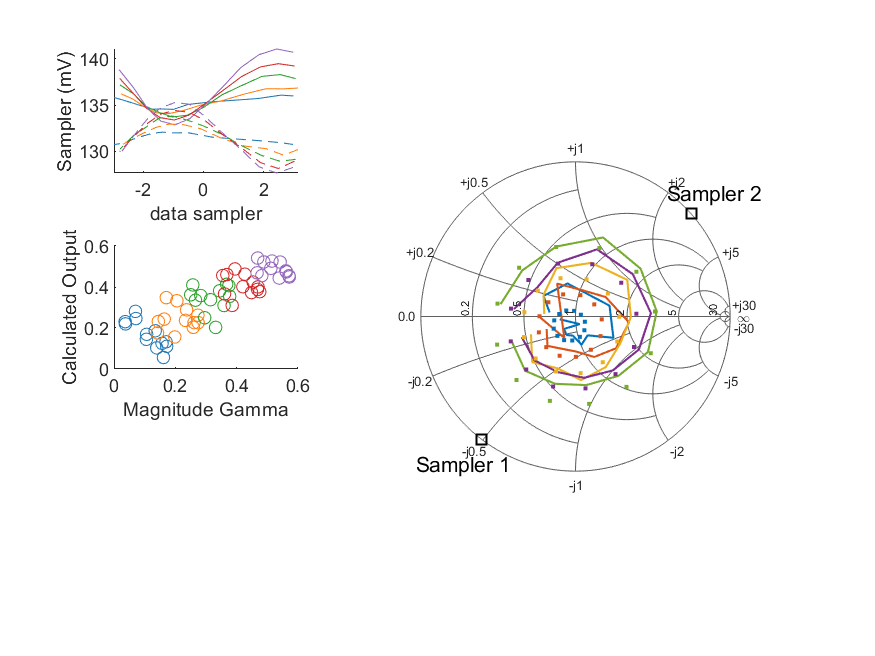 140
135
130
Sampler (mV)
-2
0
2
data sampler
0.6
0.4
0.2
0
Calculated Output
0
0.2
0.4
0.6
Magnitude Gamma
+j1
+j0.5
+j2
Sampler 2
+j0.2
+j5
0.0
0.2
0.5
1
2
5
30
+j30
∞
-j30
-j0.2
-j5
-j0.5
-j2
Sampler 1
-j1